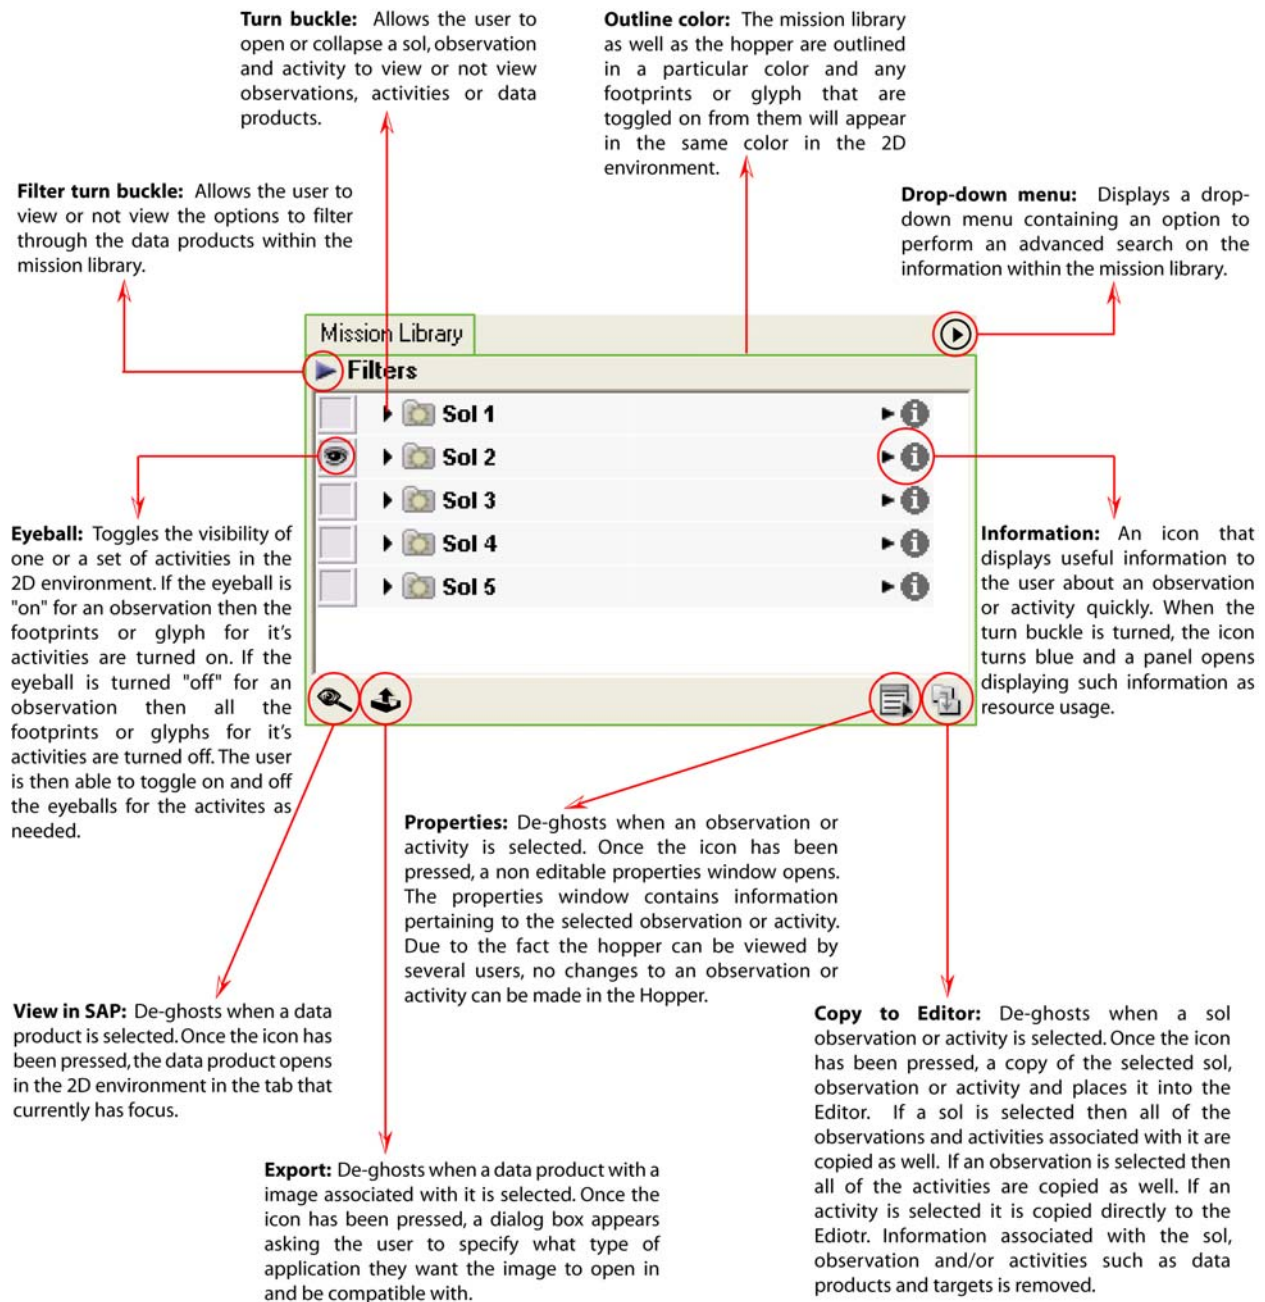 Turn buckle: Allows the user to
open or collapse a sol, observation
and activity to view or not view
observations, activities or data
products.
Outline color: The mission library
as well as the hopper are outlined
in a particular color and any
footprints or glyph that are
toggled on from them will appear
in the same color in the 2D
environment.
Filter turn buckle: Allows the user to
view or not view the options to filter
through the data products within the
mission library.
Drop-down menu: Displays a drop-
down menu containing an option to
perform an advanced search on the
information within the mission library.
Mission Library
Filters
Sol 1
Sol 2
Sol 3
Sol 4
Sol 5
Eyeball: Toggles the visibility of
one or a set of activities in the
2D environment. If the eyeball is
"on" for an observation then the
footprints or glyph for it's
activities are turned on. If the
eyeball is turned "off" for an
observation then all the
footprints or glyphs for it's
activities are turned off. The user
is then able to toggle on and off
the eyeballs for the activites as
needed.
Information: An icon that
displays useful information to
the user about an observation
or activity quickly. When the
turn buckle is turned, the icon
turns blue and a panel opens
displaying such information as
resource usage.
Properties: De-ghosts when an observation or
activity is selected. Once the icon has been
pressed, a non editable properties window opens.
The properties window contains information
pertaining to the selected observation or activity.
Due to the fact the hopper can be viewed by
several users, no changes to an observation or
activity can be made in the Hopper.
View in SAP: De-ghosts when a data
product is selected. Once the icon has
been pressed, the data product opens
in the 2D environment in the tab that
currently has focus.
Copy to Editor: De-ghosts when a sol
observation or activity is selected. Once the icon
has been pressed, a copy of the selected sol,
observation or activity and places it into the
Editor. If a sol is selected then all of the
observations and activities associated with it are
copied as well. If an observation is selected then
all of the activities are copied as well. If an
activity is selected it is copied directly to the
Ediotr. Information associated with the sol,
observation and/or activities such as data
products and targets is removed.
Export: De-ghosts when a data product with a
image associated with it is selected. Once the
icon has been pressed, a dialog box appears
asking the user to specify what type of
application they want the image to open in
and be compatible with.